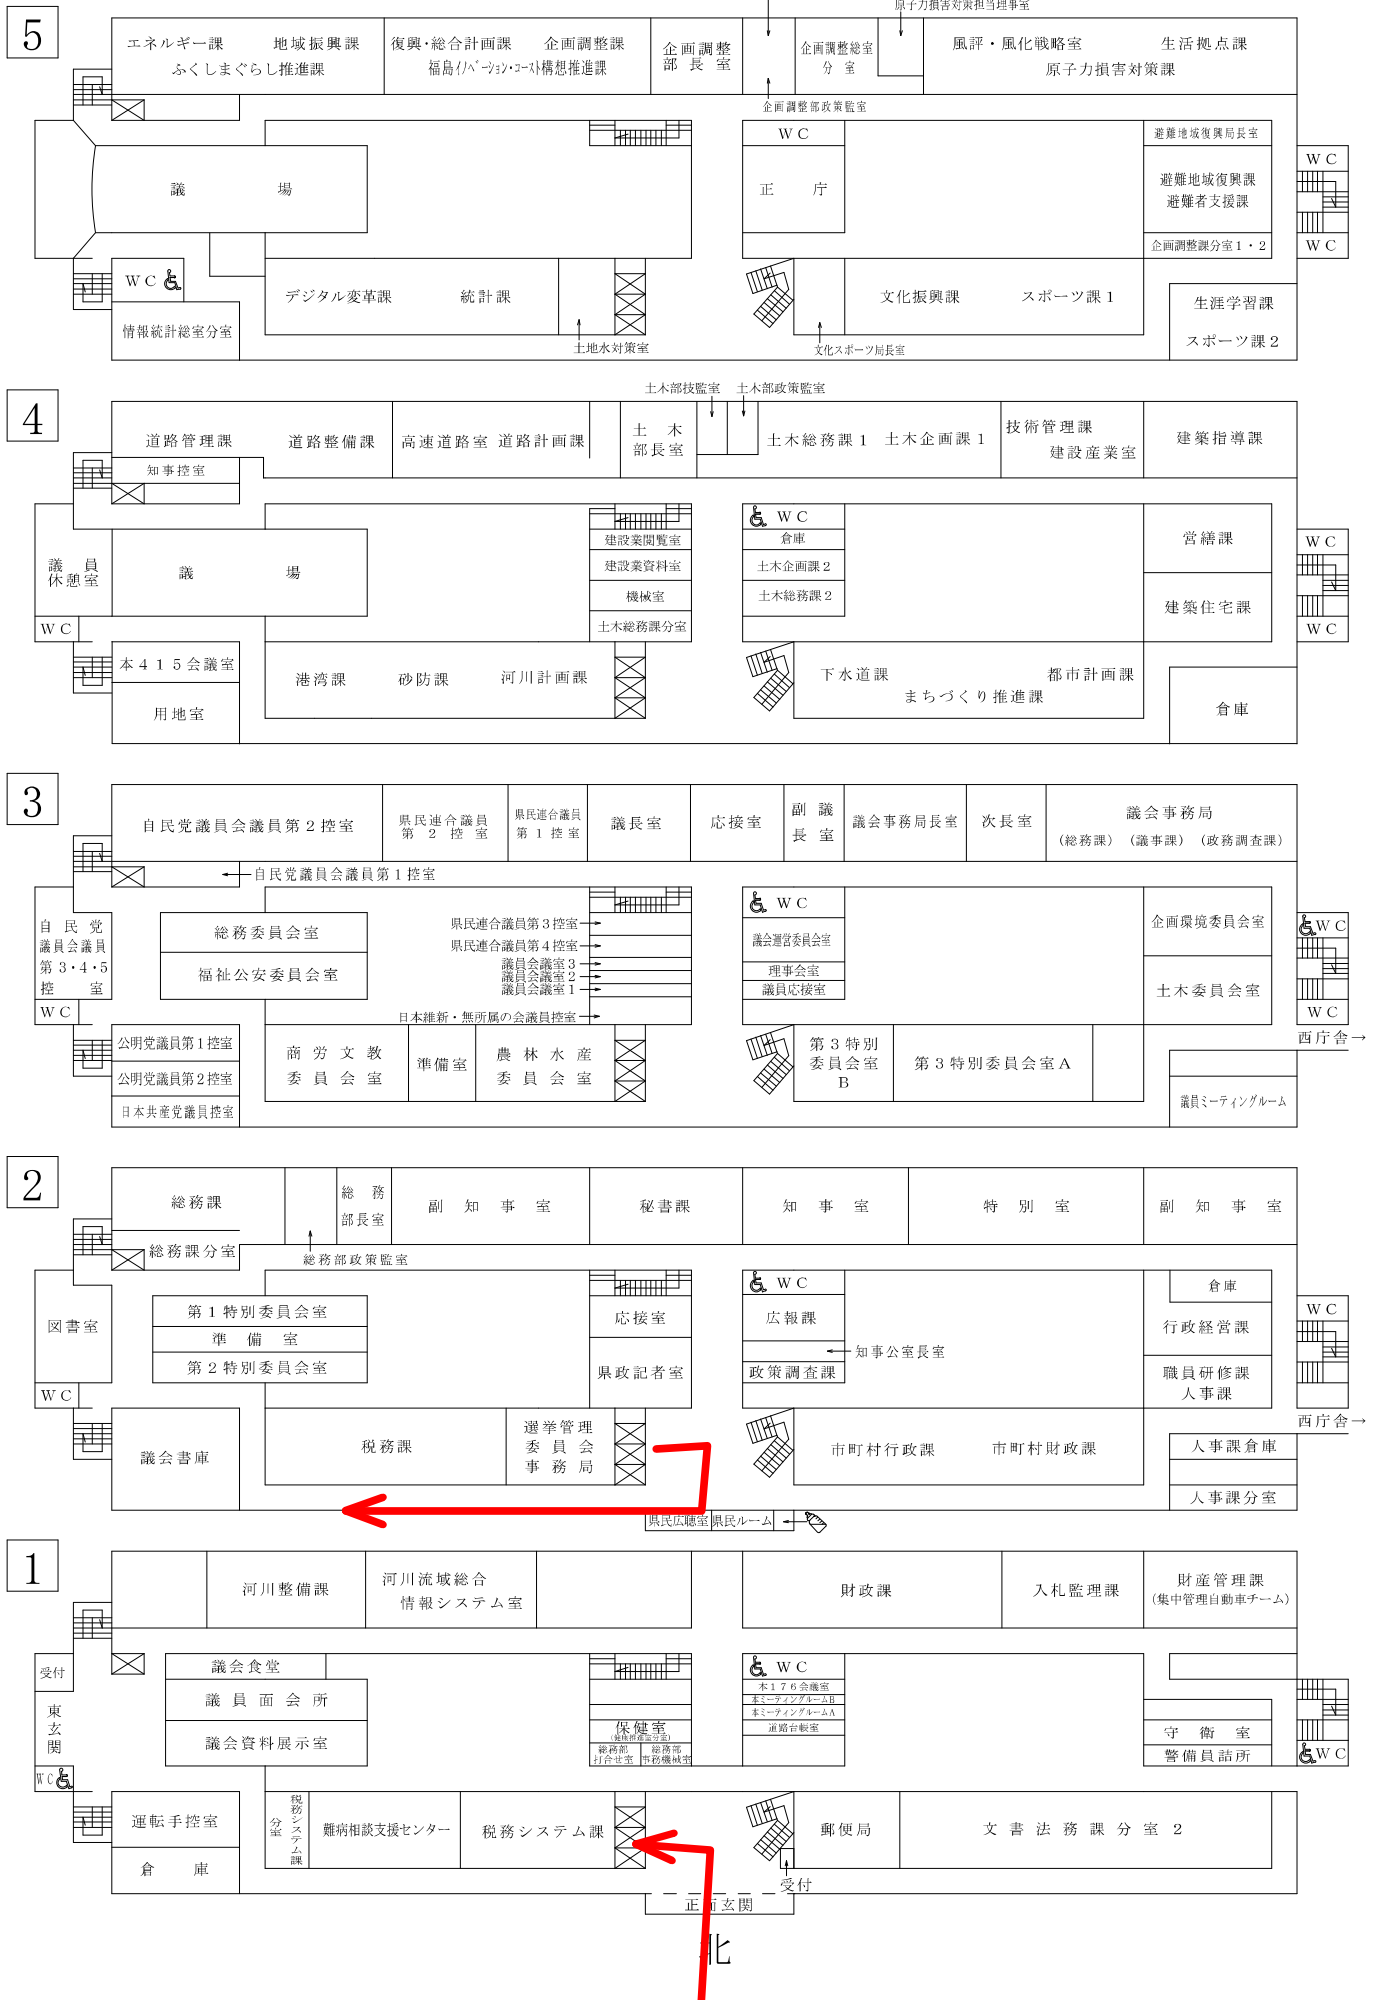 原子力損害対策担当理事室
5
エネルギー課 地域振興課
ふくしまぐらし推進課
復興・総合計画課 企画調整課
福島イノベーション・コースト構想推進課
企画調整
部長室
企画調整総室
分室
風評・風化戦略室 生活拠点課
原子力損害対策課
企画調整部政策監室
議場
WC
正庁
避難地域復興局長室
避難地域復興課
避難者支援課
企画調整課分室1・2
WC
WC
WC
情報統計総室分室
デジタル変革課 統計課
土地水対策室
文化振興課 スポーツ課1
文化スポーツ局長室
生涯学習課
スポーツ課2
土木部技監室 土木部政策監室
4
道路管理課 道路整備課
知事控室
高速道路室 道路計画課
土木
部長室
土木総務課1 土木企画課1
技術管理課
建設産業室
建築指導課
議員
休憩室
議場
WC
建設業閲覧室
建設業資料室
機械室
土木総務課分室
WC
倉庫
土木企画課2
土木総務課2
営繕課
建築住宅課
WC
WC
本415会議室
用地室
港湾課 砂防課 河川計画課
下水道課 都市計画課
まちづくり推進課
倉庫
3
自民党議員会議員第2控室
県民連合議員
第2控室
県民連合議員
第1控室
議長室
応接室
副議
長室
議会事務局長室
次長室
議会事務局
(総務課) (議事課) (政務調査課)
自民党議員会議員第1控室
自民党
議員会議員
第3・4・5
控室
WC
総務委員会室
福祉公安委員会室
県民連合議員第3控室
県民連合議員第4控室
議員会議室3
議員会議室2
議員会議室1
日本維新・無所属の会議員控室
WC
議会運営委員会室
理事会室
議員応接室
企画環境委員会室
土木委員会室
WC
WC
西庁舎→
公明党議員第1控室
公明党議員第2控室
日本共産党議員控室
商労文教
委員会室
準備室
農林水産
委員会室
第3特別
委員会室
B
第3特別委員会室A
議員ミーティングルーム
2
総務課
総務課分室
総務
部長室
総務部政策監室
副知事室
秘書課
知事室
特別室
副知事室
図書室
WC
第1特別委員会室
準備室
第2特別委員会室
応接室
県政記者室
WC
広報課
知事公室長室
政策調査課
倉庫
行政経営課
職員研修課
人事課
WC
西庁舎→
議会書庫
税務課
選挙管理
委員会
事務局
市町村行政課 市町村財政課
人事課倉庫
人事課分室
県民広聴室 県民ルーム
1
河川整備課
河川流域総合
情報システム室
財政課
入札監理課
財産管理課
(集中管理自動車チーム)
受付
東玄関
WC
議会食堂
議員面会所
議会資料展示室
保健室
総務部
打合せ室
総務部
事務機械室
WC
本176会議室
本ミーティングルームB
本ミーティングルームA
道路台帳室
守衛室
警備員詰所
WC
運転手控室
倉庫
税務システム課
分室
難病相談支援センター
税務システム課
郵便局
文書法務課分室2
受付
正面玄関
北